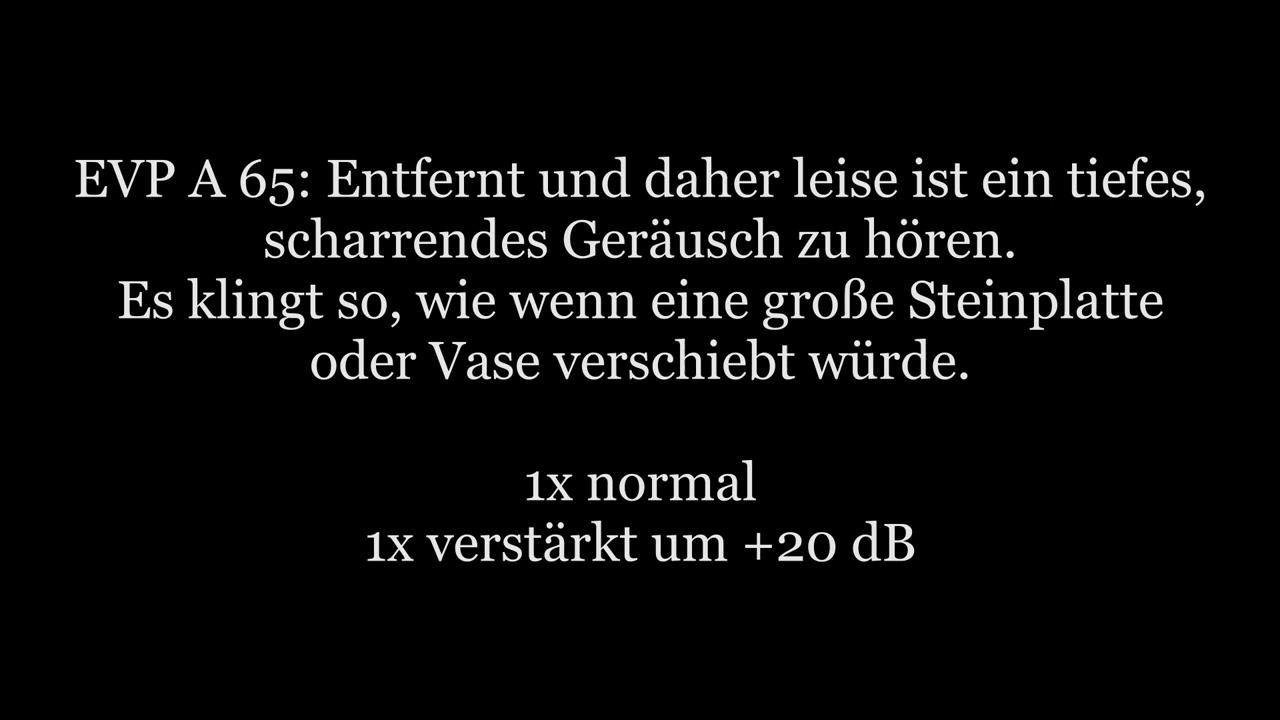 EVP A 65: Entfernt und daher leise ist ein tiefes,
scharrendes Geräusch zu hören.
Es klingt so, wie wenn eine große Steinplatte
oder Vase verschiebt würde.
1x normal
1x verstärkt um +20 dB